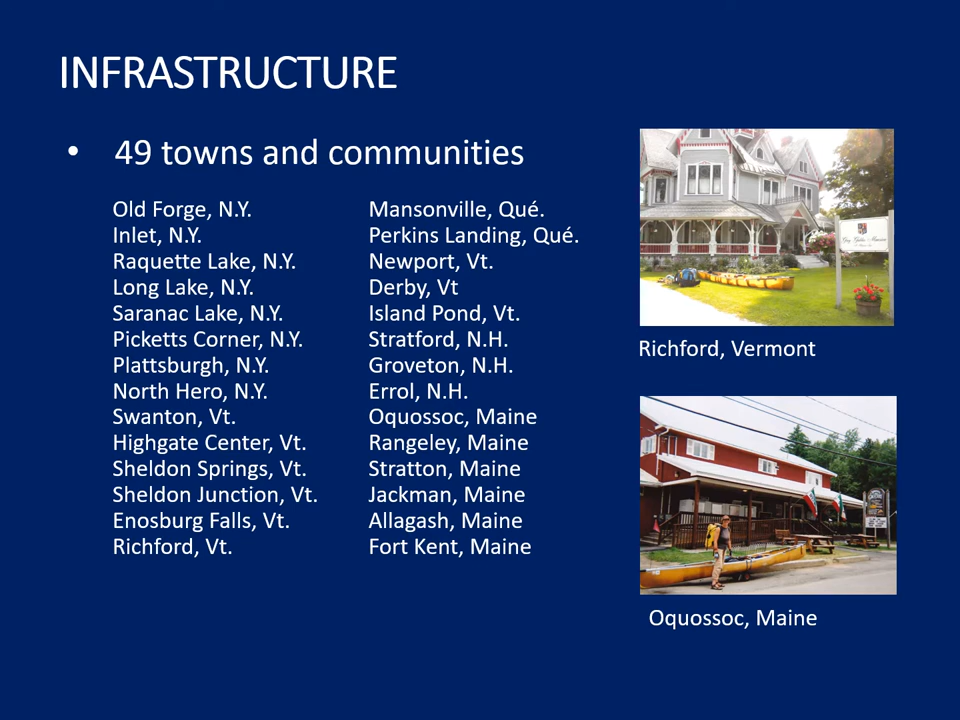 INFRASTRUCTURE
• 49 towns and communities
Old Forge, N.Y.
Inlet, N.Y.
Raquette Lake, N.Y.
Long Lake, N.Y.
Saranac Lake, N.Y.
Picketts Corner, N.Y.
Plattsburgh, N.Y.
North Hero, N.Y.
Swanton, Vt.
Highgate Center, Vt.
Sheldon Springs, Vt.
Sheldon Junction, Vt.
Enosburg Falls, Vt.
Richford, Vt.
Mansonville, Qué.
Perkins Landing, Qué.
Newport, Vt.
Derby, Vt
Island Pond, Vt.
Stratford, N.H.
Groveton, N.H.
Errol, N.H.
Oquossoc, Maine
Rangeley, Maine
Stratton, Maine
Jackman, Maine
Allagash, Maine
Fort Kent, Maine
Richford, Vermont
Oquossoc, Maine